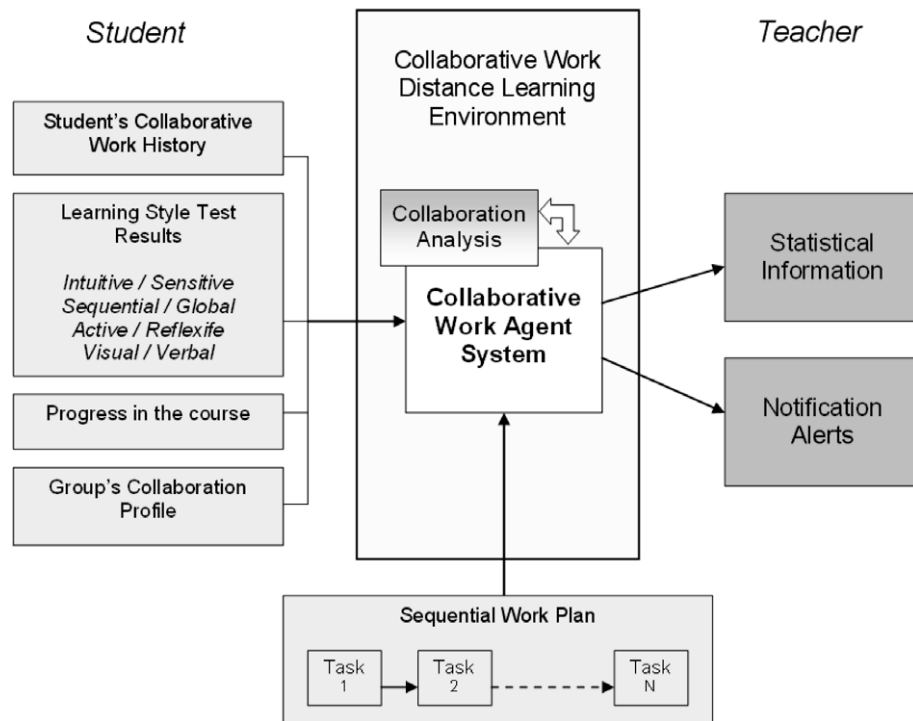 Student
Student's Collaborative
Work History
Learning Style Test
Results
Intuitive / Sensitive
Sequential / Global
Active / Reflexife
Visual / Verbal
Progress in the course
Group's Collaboration
Profile
Collaborative Work
Distance Learning
Environment
Collaboration
Analysis
Collaborative
Work Agent
System
Teacher
Statistical
Information
Notification
Alerts
Sequential Work Plan
Task
1
Task
2
Task
N